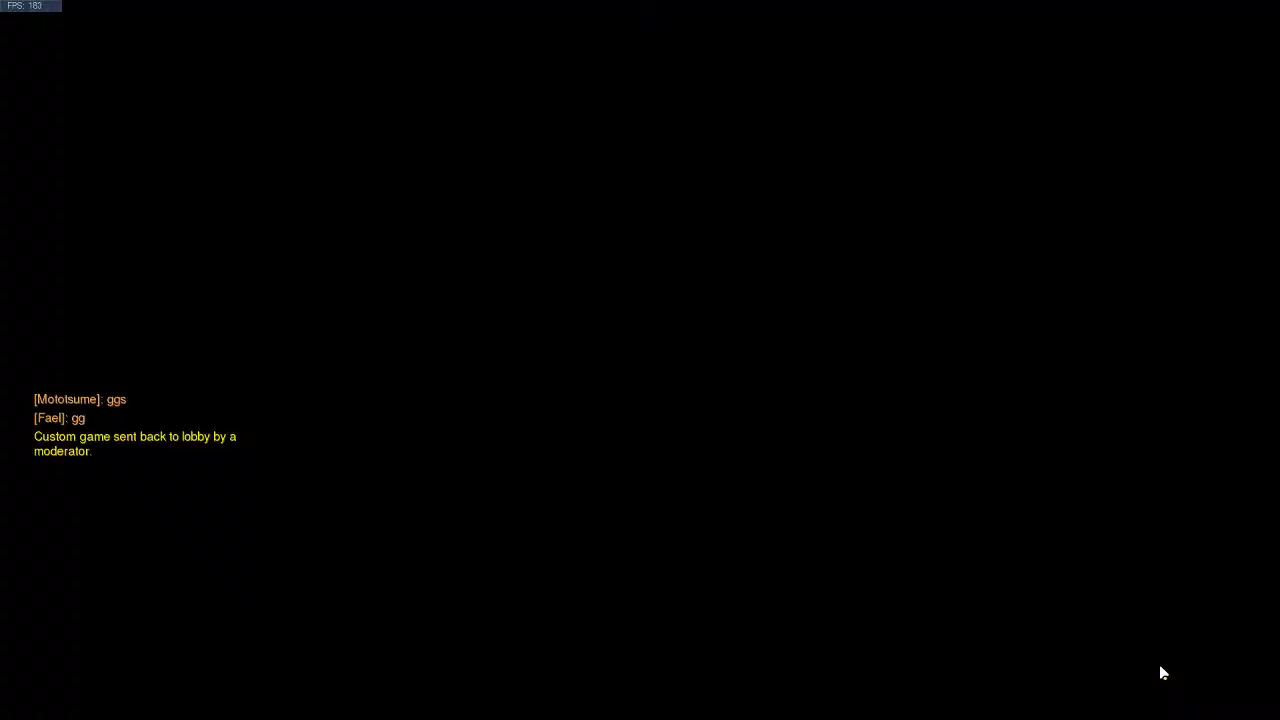 FPS: 183
[Mototsume]: ggs
[Fael]: gg
Custom game sent back to lobby by a
moderator.